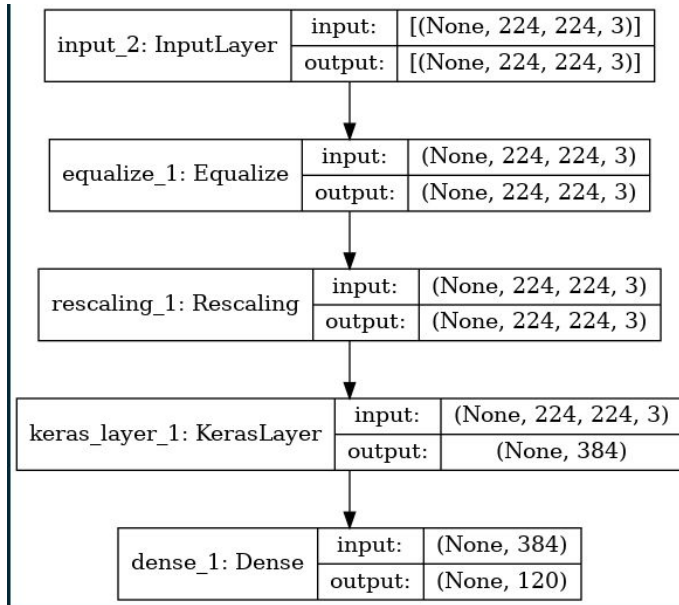 input_2: InputLayer input: [(None, 224, 224, 3)]
output: [(None, 224, 224, 3)]
equalize_1: Equalize input: (None, 224, 224, 3)
output: (None, 224, 224, 3)
rescaling_1: Rescaling input: (None, 224, 224, 3)
output: (None, 224, 224, 3)
keras_layer_1: KerasLayer input: (None, 224, 224, 3)
output: (None, 384)
dense_1: Dense input: (None, 384)
output: (None, 120)